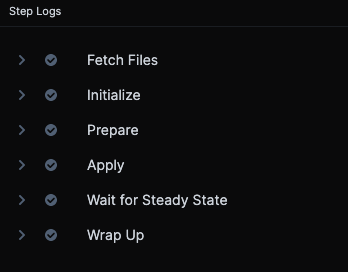 Step Logs
Fetch Files
Initialize
Prepare
Apply
Wait for Steady State
Wrap Up